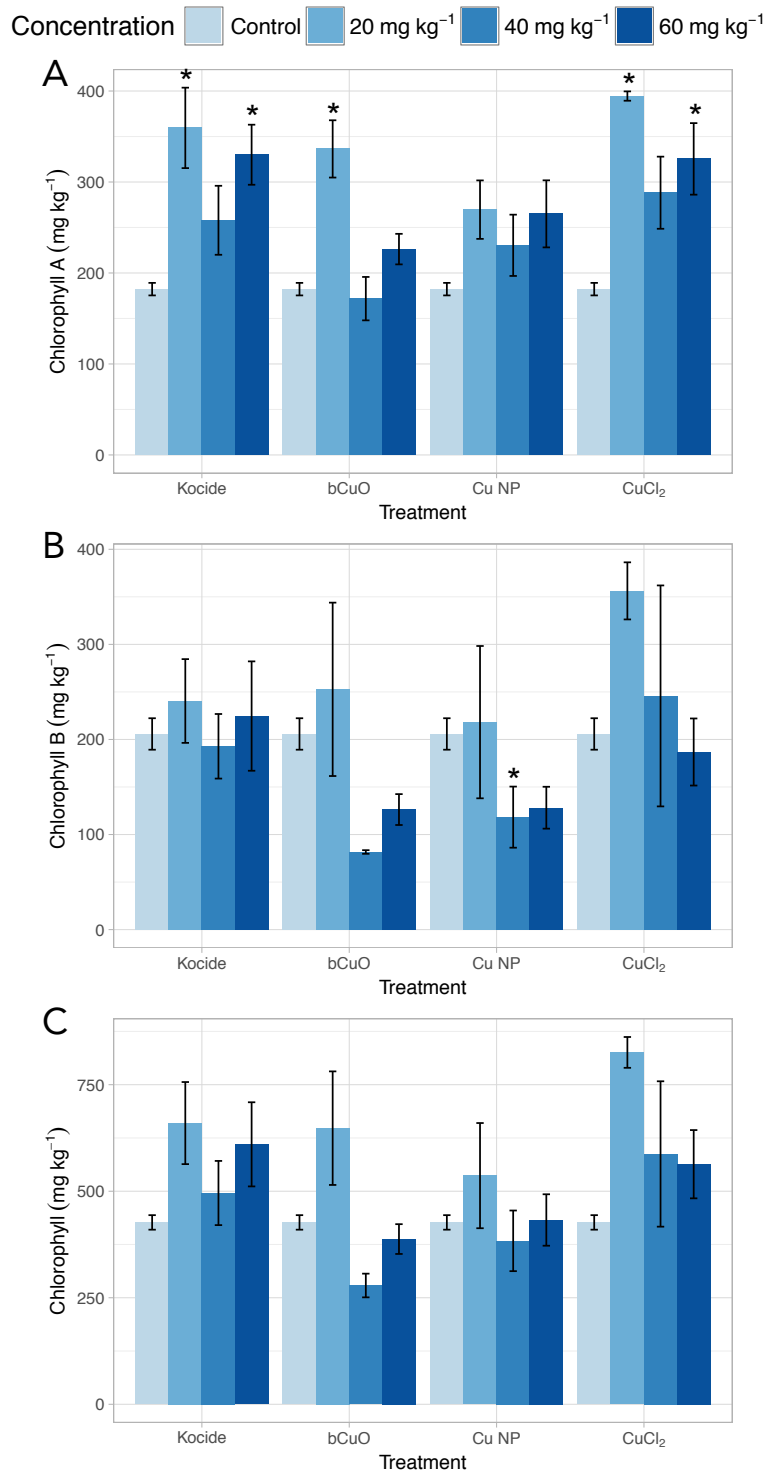 Concentration Control 20 mg kg⁻¹ 40 mg kg⁻¹ 60 mg kg⁻¹
A
400
300
200
100
0
Chlorophyll A (mg kg⁻¹)
* * * * *
Kocide bCuO Cu NP CuCl₂
Treatment
B
400
300
200
100
0
Chlorophyll B (mg kg⁻¹)
*
Kocide bCuO Cu NP CuCl₂
Treatment
C
750
500
250
0
Chlorophyll (mg kg⁻¹)
Kocide bCuO Cu NP CuCl₂
Treatment